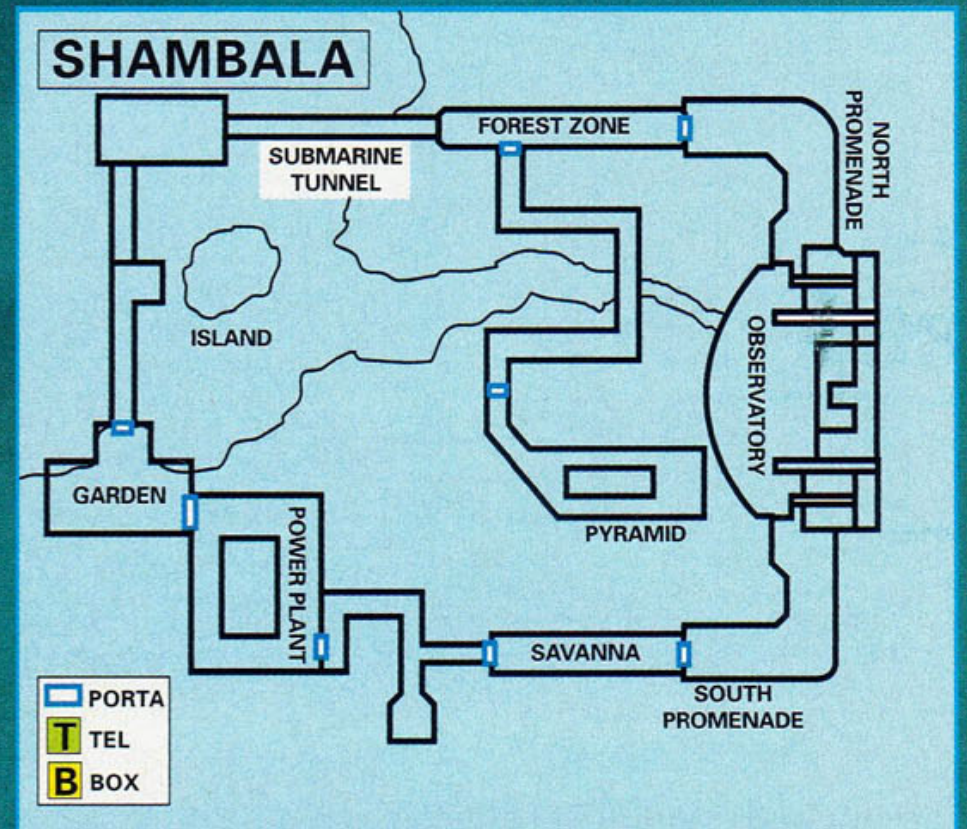 SHAMBALA
FOREST ZONE
SUBMARINE
TUNNEL
NORTH
PROMENADE
ISLAND
OBSERVATORY
GARDEN
POWER PLANT
PYRAMID
SAVANNA
SOUTH
PROMENADE
PORTA
T TEL
B BOX